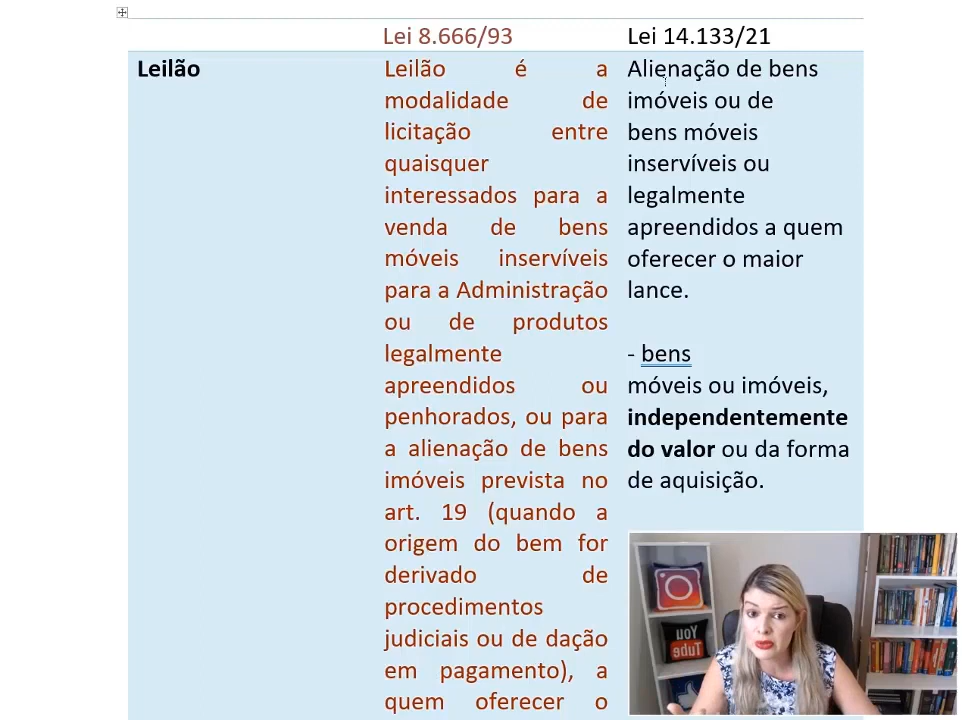 Lei 8.666/93
Lei 14.133/21
Leilão
Leilão é a
modalidade de
licitação entre
quaisquer
interessados para a
venda de bens
móveis inservíveis
para a Administração
ou de produtos
legalmente
apreendidos ou
penhorados, ou para
a alienação de bens
imóveis prevista no
art. 19 (quando a
origem do bem for
derivado de
procedimentos
judiciais ou de dação
em pagamento), a
quem oferecer o
Alienação de bens
imóveis ou de
bens móveis
inservíveis ou
legalmente
apreendidos a quem
oferecer o maior
lance.
- bens
móveis ou imóveis,
independentemente
do valor ou da forma
de aquisição.
You
Tube